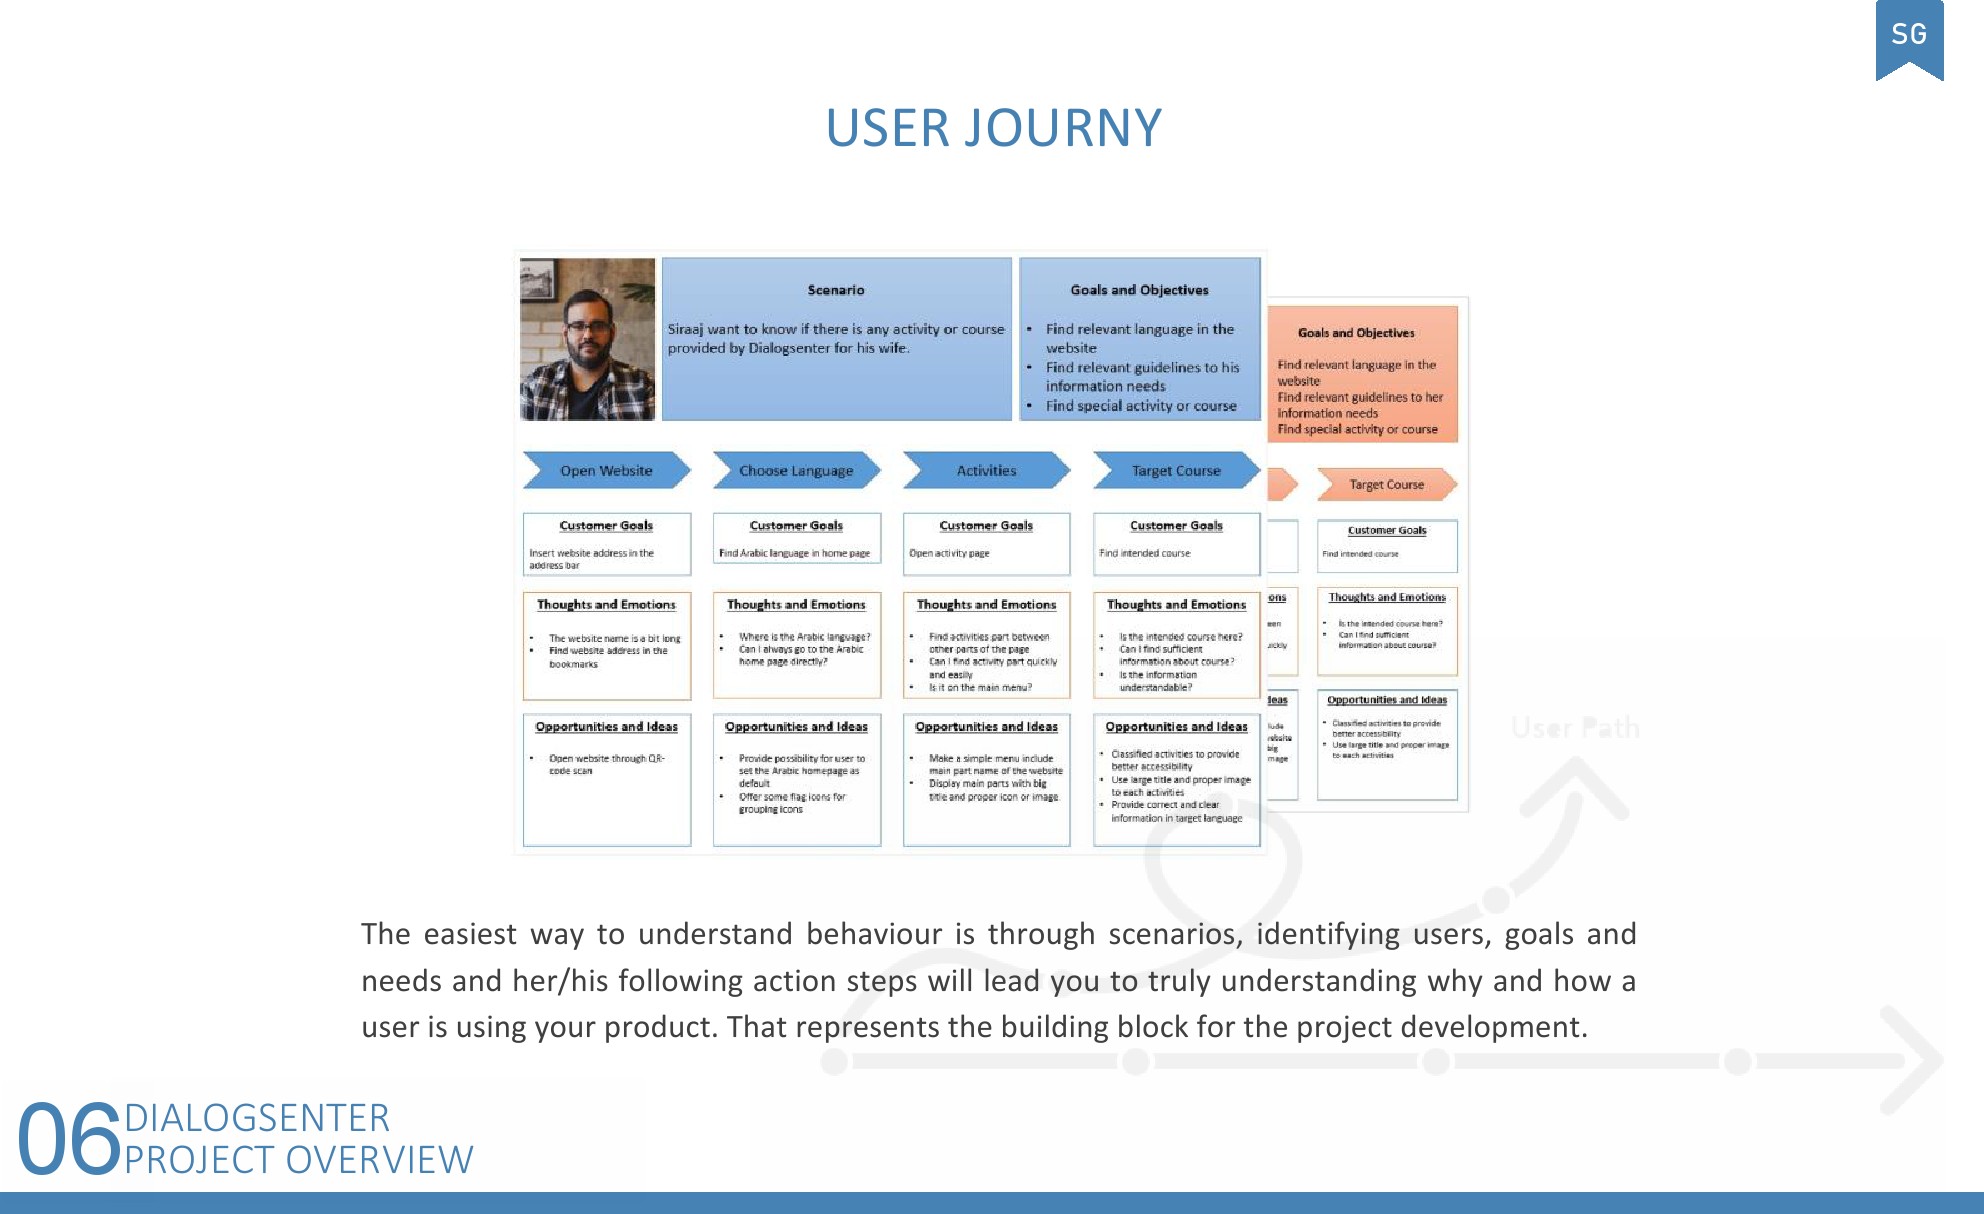 SG
USER JOURNY
Scenario
Siraaj want to know if there is any activity or course
provided by Dialogsenter for his wife.
Goals and Objectives
• Find relevant language in the
website
• Find relevant guidelines to his
information needs
• Find special activity or course
Goals and Objectives
Find relevant language in the
website
Find relevant guidelines to her
information needs
Find special activity or course
Open Website
Choose Language
Activities
Target Course
Target Course
Customer Goals
Insert website address in the
address bar
Customer Goals
Find Arabic language in home page
Customer Goals
Open activity page
Customer Goals
Find intended course
Customer Goals
Find intended course
Thoughts and Emotions
• The website name is a bit long
• Find website address in the
bookmarks
Thoughts and Emotions
• Where is the Arabic language?
• Can I always go to the Arabic
home page directly?
Thoughts and Emotions
• Find activities part between
other parts of the page
• Can I find activity part quickly
and easily
• Is it on the main menu?
Thoughts and Emotions
• Is the intended course here?
• Can I find sufficient
information about course?
• Is the information
understandable?
ons
een
uickly
Thoughts and Emotions
• Is the intended course here?
• Can I find sufficient
information about course?
Opportunities and Ideas
• Open website through QR-
code scan
Opportunities and Ideas
• Provide possibility for user to
set the Arabic homepage as
default
• Offer some flag icons for
grouping icons
Opportunities and Ideas
• Make a simple menu include
main part name of the website
• Display main parts with big
title and proper icon or image
Opportunities and Ideas
• Classified activities to provide
better accessibility
• Use large title and proper image
to each activities
• Provide correct and clear
information in target language
deas
lude
website
big
mage
Opportunities and Ideas
• Classified activities to provide
better accessibility
• Use large title and proper image
to each activities
User Path
The easiest way to understand behaviour is through scenarios, identifying users, goals and
needs and her/his following action steps will lead you to truly understanding why and how a
user is using your product. That represents the building block for the project development.
06
DIALOGSENTER
PROJECT OVERVIEW